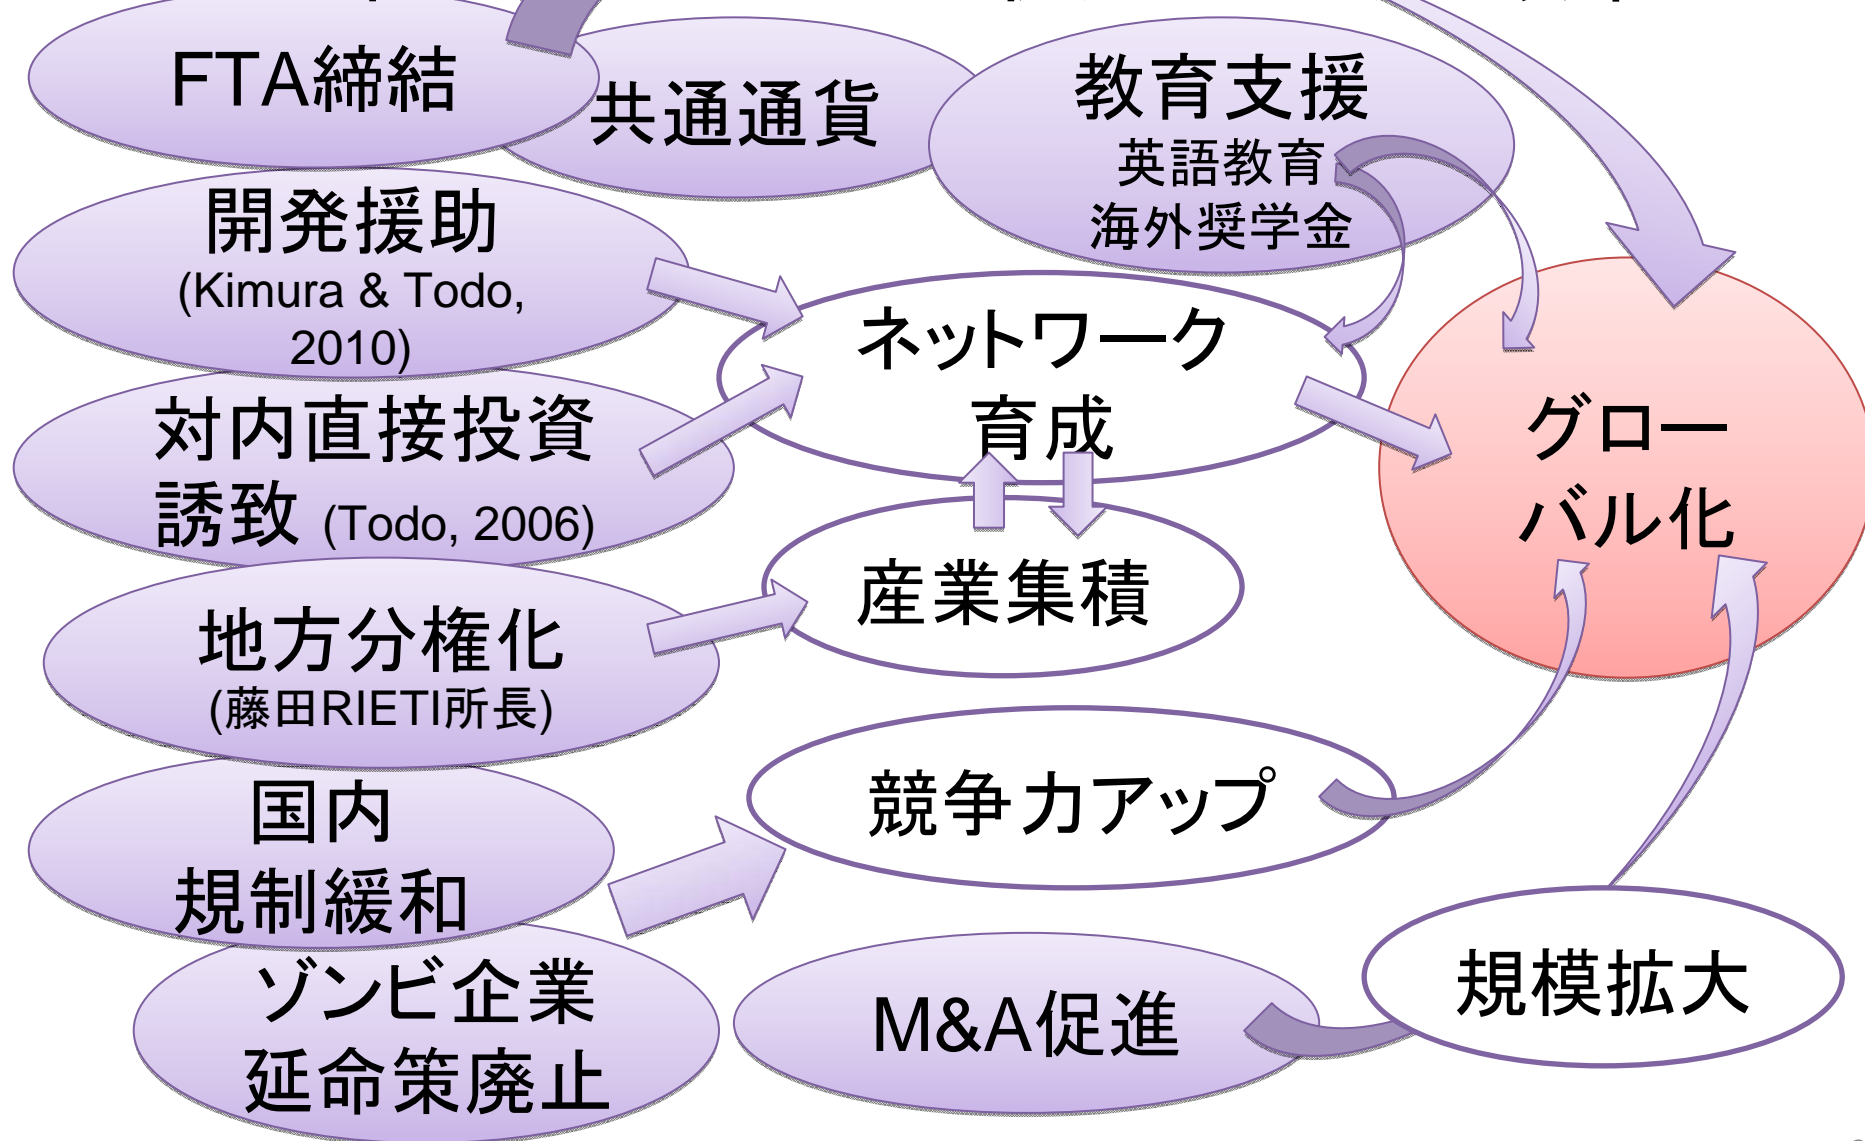 FTA締結
共通通貨
教育支援
英語教育
海外奨学金
開発援助
(Kimura & Todo,
2010)
ネットワーク
育成
対内直接投資
誘致 (Todo, 2006)
グロー
バル化
産業集積
地方分権化
(藤田RIETI所長)
競争力アップ
国内
規制緩和
規模拡大
ゾンビ企業
延命策廃止
M&A促進